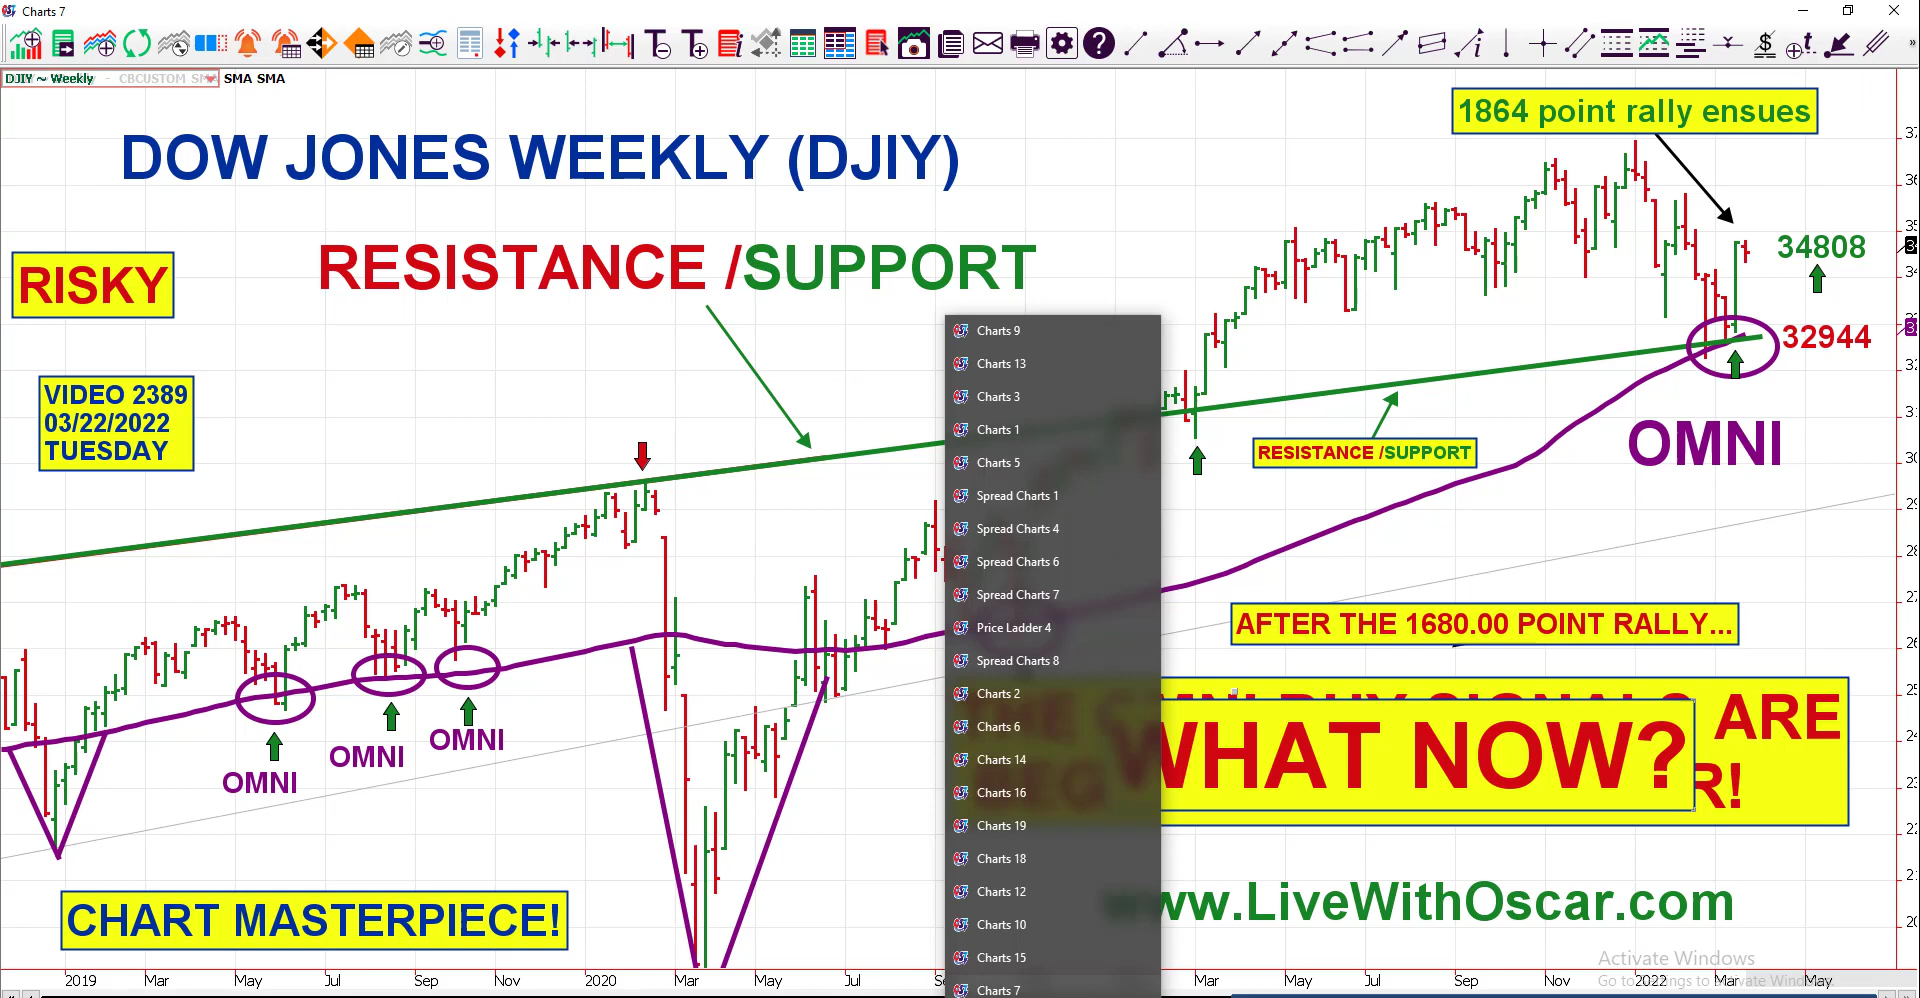 Charts 7
DJIY ~ Weekly - CBCUSTOM SMA SMA SMA
1864 point rally ensues
DOW JONES WEEKLY (DJIY)
RESISTANCE /SUPPORT
RISKY
34808
32944
VIDEO 2389
03/22/2022
TUESDAY
OMNI
RESISTANCE /SUPPORT
Charts 9
Charts 13
Charts 3
Charts 1
Charts 5
Spread Charts 1
Spread Charts 4
Spread Charts 6
Spread Charts 7
Price Ladder 4
Spread Charts 8
Charts 2
Charts 6
Charts 14
Charts 16
Charts 19
Charts 18
Charts 12
Charts 10
Charts 15
Charts 7
AFTER THE 1680.00 POINT RALLY...
ARE
WHAT NOW?
R!
OMNI
OMNI
OMNI
CHART MASTERPIECE!
www.LiveWithOscar.com
Activate Windows
2019 Mar May Jul Sep Nov 2020 Mar May Jul Mar May Jul Sep Nov 2022 Mar May